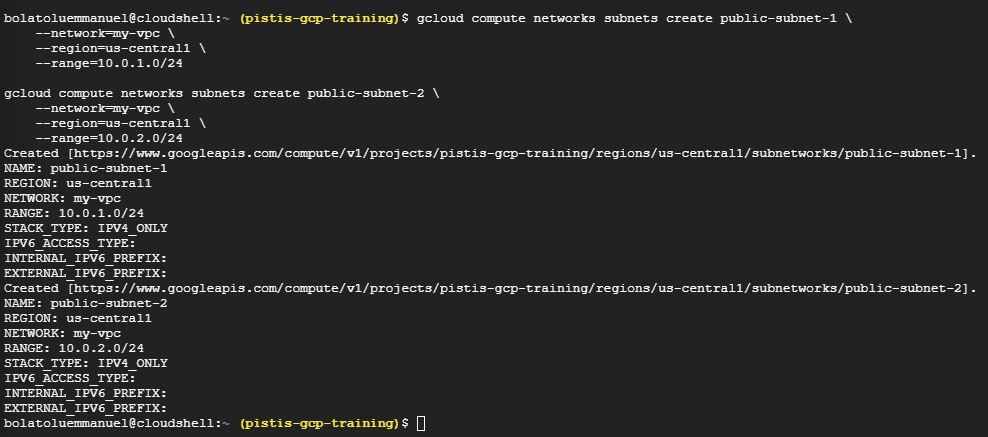 bolatoluemmanuel@cloudshell:~ (pistis-gcp-training)$ gcloud compute networks subnets create public-subnet-1 \
    --network=my-vpc \
    --region=us-central1 \
    --range=10.0.1.0/24

gcloud compute networks subnets create public-subnet-2 \
    --network=my-vpc \
    --region=us-central1 \
    --range=10.0.2.0/24
Created [https://www.googleapis.com/compute/v1/projects/pistis-gcp-training/regions/us-central1/subnetworks/public-subnet-1].
NAME: public-subnet-1
REGION: us-central1
NETWORK: my-vpc
RANGE: 10.0.1.0/24
STACK_TYPE: IPV4_ONLY
IPV6_ACCESS_TYPE:
INTERNAL_IPV6_PREFIX:
EXTERNAL_IPV6_PREFIX:
Created [https://www.googleapis.com/compute/v1/projects/pistis-gcp-training/regions/us-central1/subnetworks/public-subnet-2].
NAME: public-subnet-2
REGION: us-central1
NETWORK: my-vpc
RANGE: 10.0.2.0/24
STACK_TYPE: IPV4_ONLY
IPV6_ACCESS_TYPE:
INTERNAL_IPV6_PREFIX:
EXTERNAL_IPV6_PREFIX:
bolatoluemmanuel@cloudshell:~ (pistis-gcp-training)$